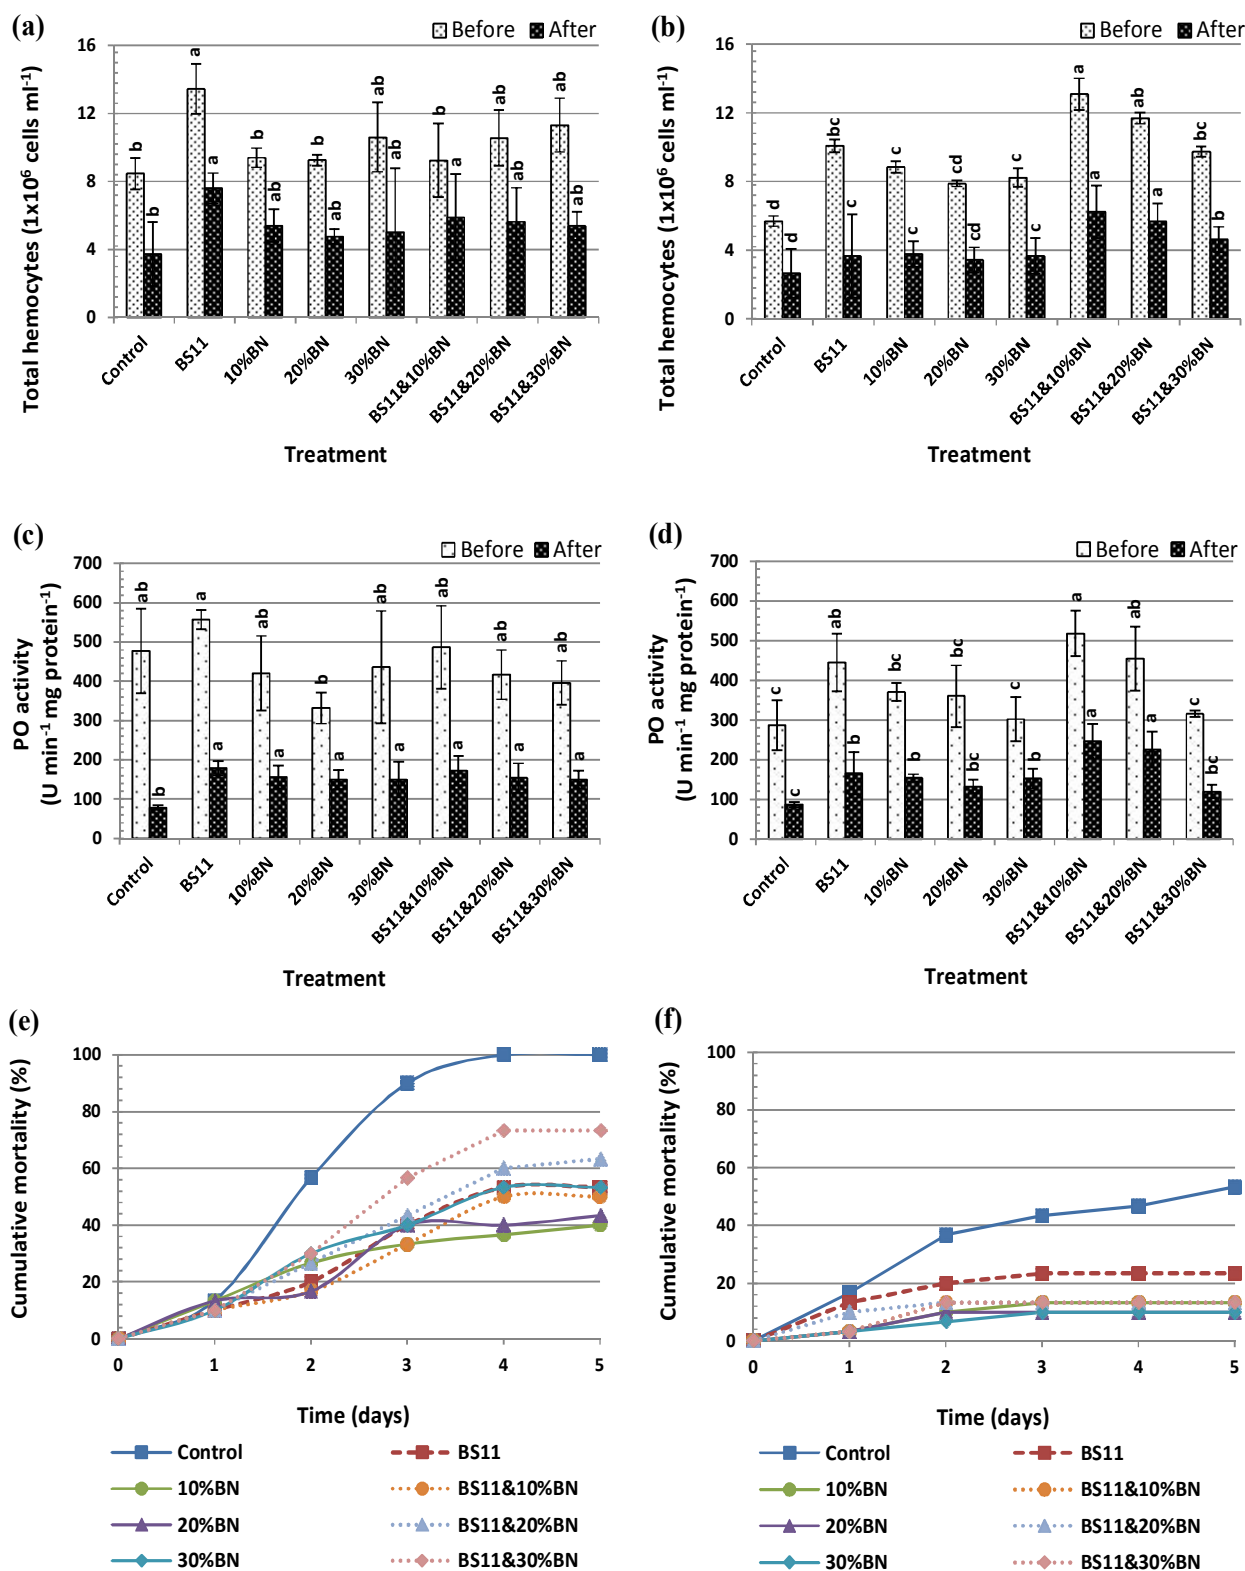 (a)
Before After
Total hemocytes (1x10⁶ cells ml⁻¹)
16
12
8
4
0
b b
a a
b ab
b ab
ab ab
b a
ab ab
ab ab
Control
BS11
10%BN
20%BN
30%BN
BS11&10%BN
BS11&20%BN
BS11&30%BN
Treatment
(b)
Before After
Total hemocytes (1x10⁶ cells ml⁻¹)
16
12
8
4
0
d d
bc c
c c
cd cd
c c
a a
ab a
bc b
Control
BS11
10%BN
20%BN
30%BN
BS11&10%BN
BS11&20%BN
BS11&30%BN
Treatment
(c)
Before After
PO activity
(U min⁻¹ mg protein⁻¹)
700
600
500
400
300
200
100
0
ab b
a a
ab a
b a
ab a
ab a
ab a
ab a
Control
BS11
10%BN
20%BN
30%BN
BS11&10%BN
BS11&20%BN
BS11&30%BN
Treatment
(d)
Before After
PO activity
(U min⁻¹ mg protein⁻¹)
700
600
500
400
300
200
100
0
c c
ab b
bc b
bc bc
c b
a a
ab a
c bc
Control
BS11
10%BN
20%BN
30%BN
BS11&10%BN
BS11&20%BN
BS11&30%BN
Treatment
(e)
Cumulative mortality (%)
100
80
60
40
20
0
0 1 2 3 4 5
Time (days)
Control BS11
10%BN BS11&10%BN
20%BN BS11&20%BN
30%BN BS11&30%BN
(f)
Cumulative mortality (%)
100
80
60
40
20
0
0 1 2 3 4 5
Time (days)
Control BS11
10%BN BS11&10%BN
20%BN BS11&20%BN
30%BN BS11&30%BN